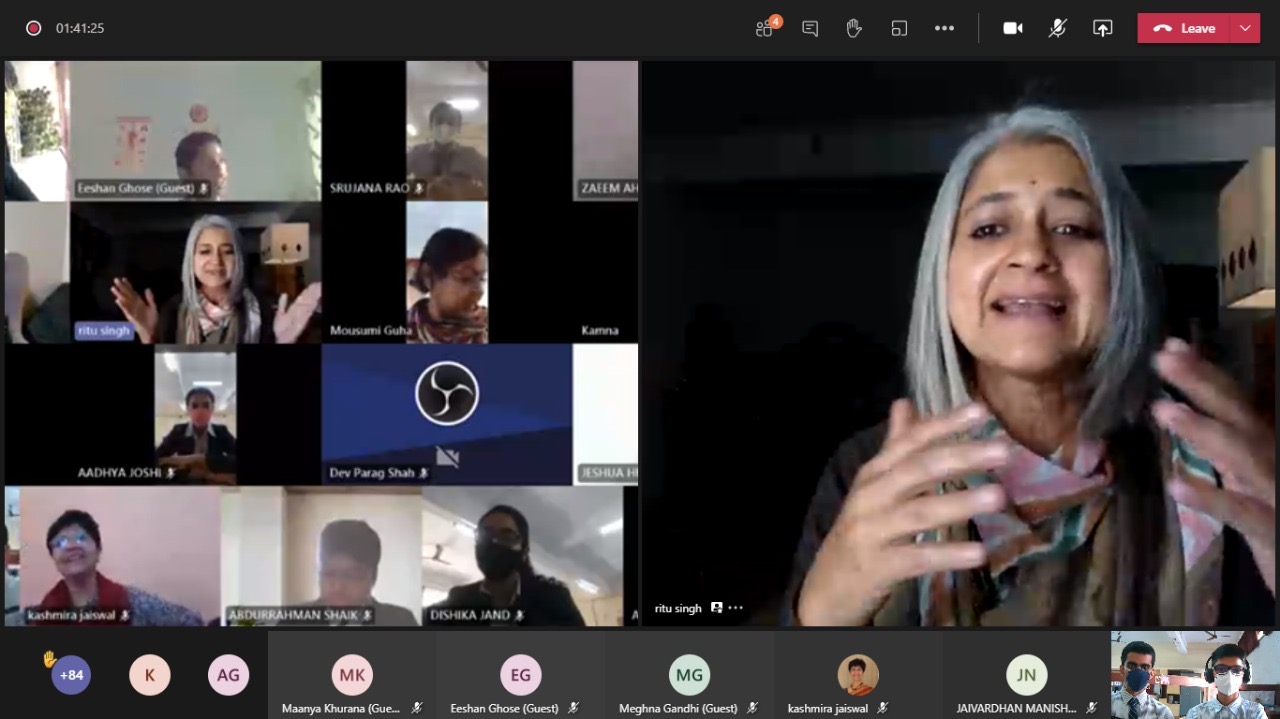 01:41:25
4
Leave
Eeshan Ghose (Guest)
SRUJANA RAO
ZAEEM AH
ritu singh
Mousumi Guha
Kamna
AADHYA JOSHI
Dev Parag Shah
JESHUA
kashmira jaiswal
ABDURRAHMAN SHAIK
DISHIKA JAND
ritu singh
+84
K
AG
MK
EG
MG
JN
Maanya Khurana (Gue...
Eeshan Ghose (Guest)
Meghna Gandhi (Guest)
kashmira jaiswal
JAIVARDHAN MANISH...